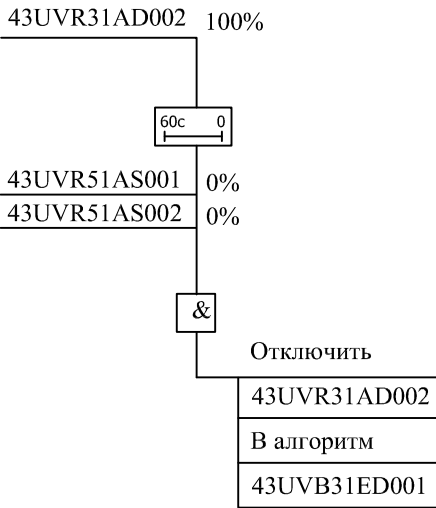 43UVR31AD002 100%
60с 0
43UVR51AS001 0%
43UVR51AS002 0%
&
Отключить
43UVR31AD002
В алгоритм
43UVB31ED001